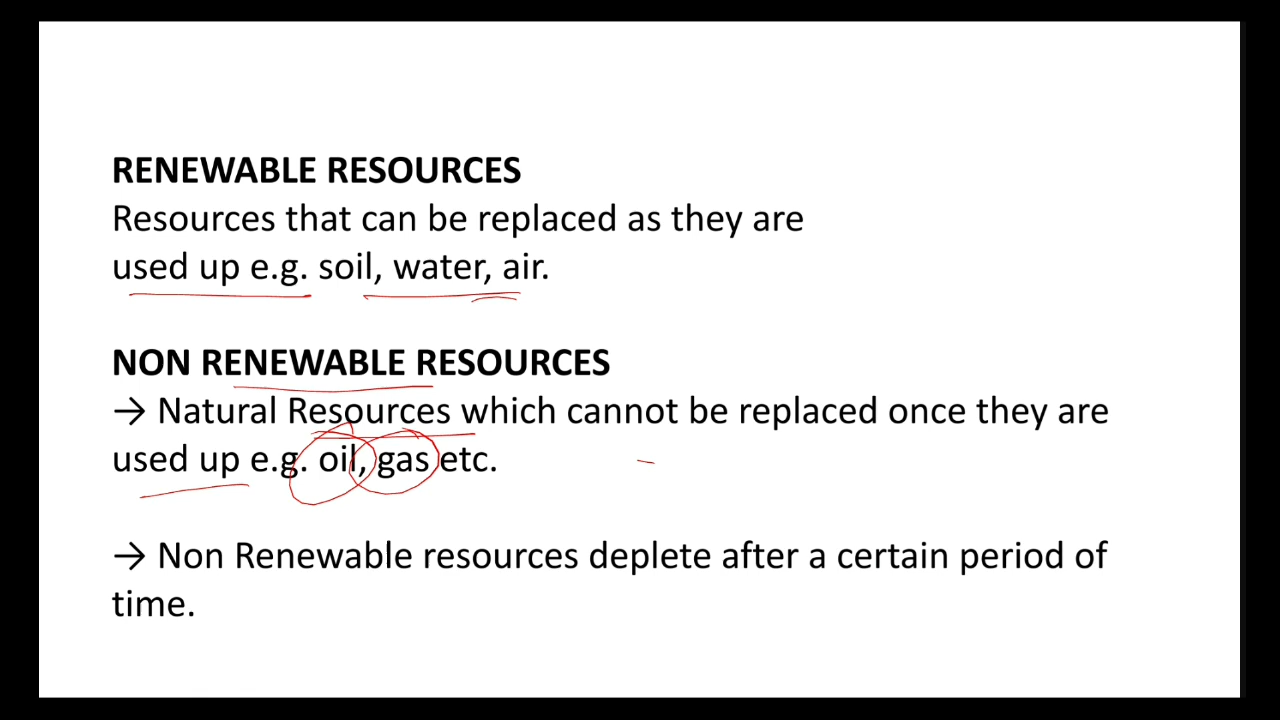 RENEWABLE RESOURCES
Resources that can be replaced as they are
used up e.g. soil, water, air.
NON RENEWABLE RESOURCES
→ Natural Resources which cannot be replaced once they are
used up e.g. oil, gas etc.
→ Non Renewable resources deplete after a certain period of
time.